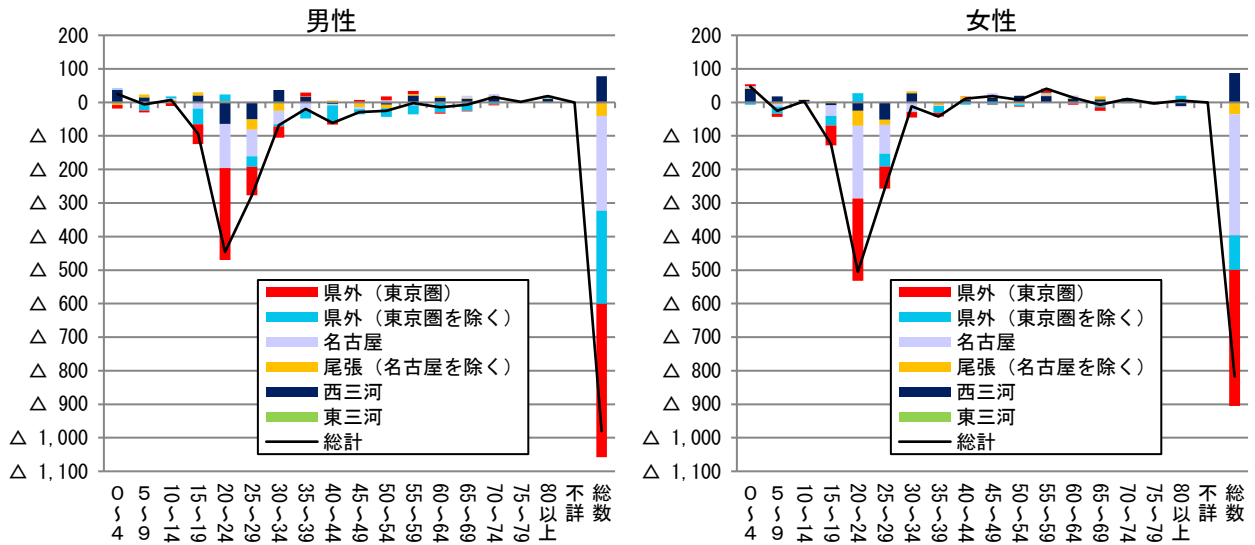 男性
200
100
0
△ 100
△ 200
△ 300
△ 400
△ 500
△ 600
△ 700
△ 800
△ 900
△ 1,000
△ 1,100
県外（東京圏）
県外（東京圏を除く）
名古屋
尾張（名古屋を除く）
西三河
東三河
総計
0～4
5～9
10～14
15～19
20～24
25～29
30～34
35～39
40～44
45～49
50～54
55～59
60～64
65～69
70～74
75～79
80以上
不詳
総数
女性
200
100
0
△ 100
△ 200
△ 300
△ 400
△ 500
△ 600
△ 700
△ 800
△ 900
△ 1,000
△ 1,100
県外（東京圏）
県外（東京圏を除く）
名古屋
尾張（名古屋を除く）
西三河
東三河
総計
0～4
5～9
10～14
15～19
20～24
25～29
30～34
35～39
40～44
45～49
50～54
55～59
60～64
65～69
70～74
75～79
80以上
不詳
総数